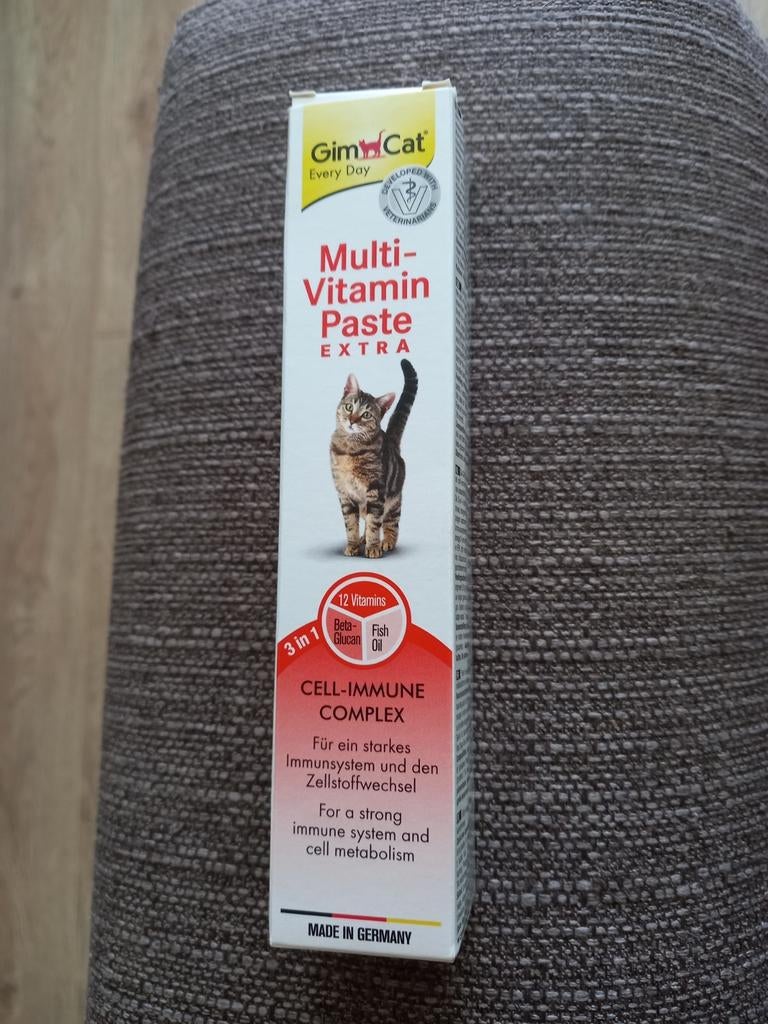 GimCat®
Every Day
DEVELOPED WITH
VETERINARIANS
V
Multi-
Vitamin
Paste
EXTRA
3 in 1
12 Vitamins
Beta-
Glucan
Fish
Oil
CELL-IMMUNE
COMPLEX
Für ein starkes
Immunsystem und den
Zellstoffwechsel
For a strong
immune system and
cell metabolism
MADE IN GERMANY